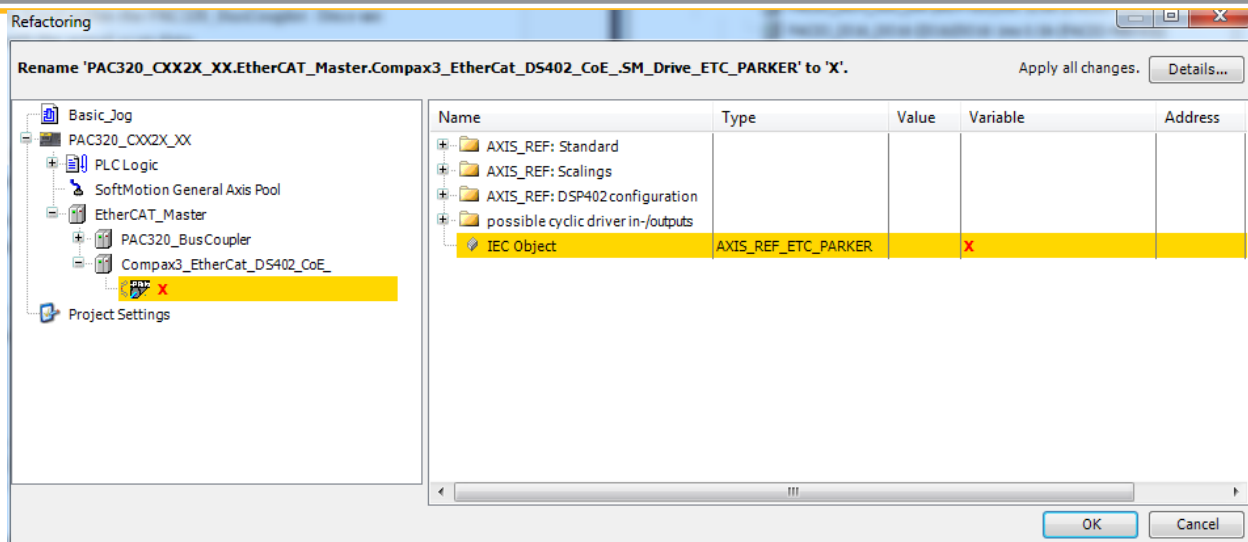 Refactoring
Rename 'PAC320_CXX2X_XX.EtherCAT_Master.Compax3_EtherCat_DS402_CoE_.SM_Drive_ETC_PARKER' to 'X'.
Apply all changes. Details...
Basic_Jog
PAC320_CXX2X_XX
PLC Logic
SoftMotion General Axis Pool
EtherCAT_Master
PAC320_BusCoupler
Compax3_EtherCat_DS402_CoE_
X
Project Settings
Name Type Value Variable Address
AXIS_REF: Standard
AXIS_REF: Scalings
AXIS_REF: DSP402 configuration
possible cyclic driver in-/outputs
IEC Object AXIS_REF_ETC_PARKER X
OK Cancel